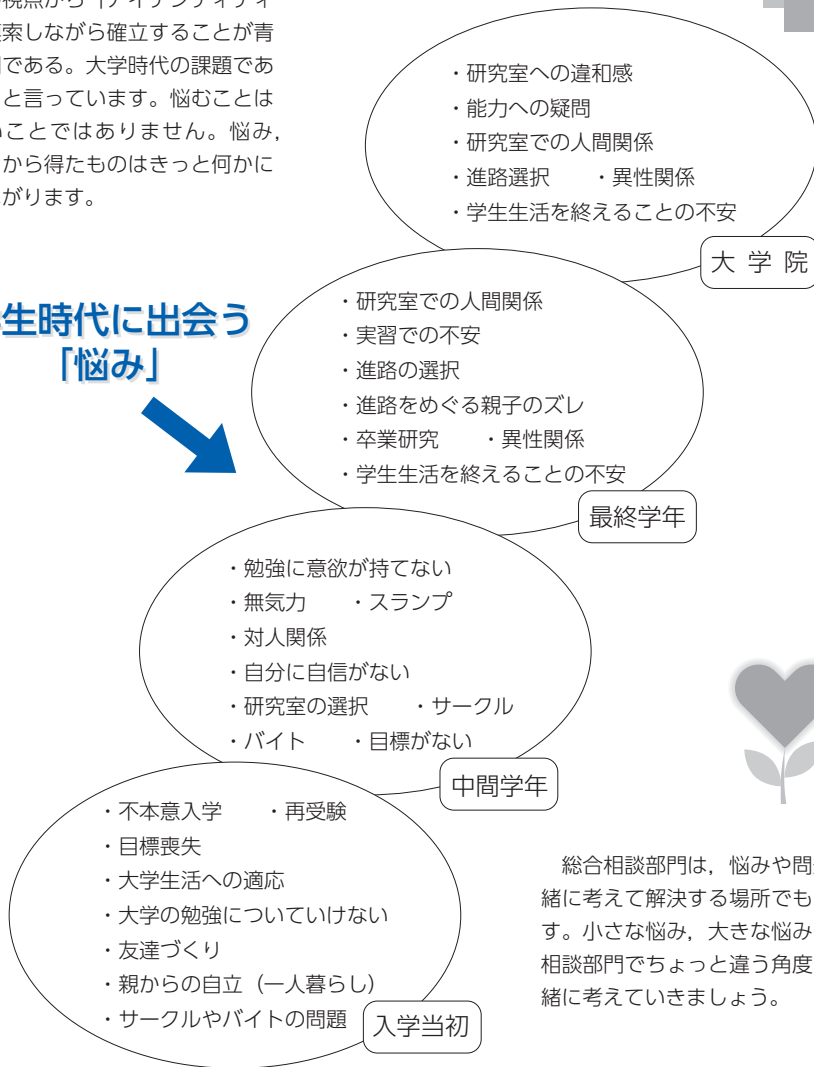 視点から「アイデンティティ
索しながら確立することが青
である。大学時代の課題であ
と言っています。悩むことは
ことではありません。悩み，
から得たものはきっと何かに
がります。
・研究室への違和感
・能力への疑問
・研究室での人間関係
・進路選択　・異性関係
・学生生活を終えることの不安
大学院
生時代に出会う
「悩み」
・研究室での人間関係
・実習での不安
・進路の選択
・進路をめぐる親子のズレ
・卒業研究　・異性関係
・学生生活を終えることの不安
最終学年
・勉強に意欲が持てない
・無気力　・スランプ
・対人関係
・自分に自信がない
・研究室の選択　・サークル
・バイト　・目標がない
中間学年
・不本意入学　・再受験
・目標喪失
・大学生活への適応
・大学の勉強についていけない
・友達づくり
・親からの自立（一人暮らし）
・サークルやバイトの問題
入学当初
総合相談部門は，悩みや問
緒に考えて解決する場所でも
す。小さな悩み，大きな悩み
相談部門でちょっと違う角度
緒に考えていきましょう。